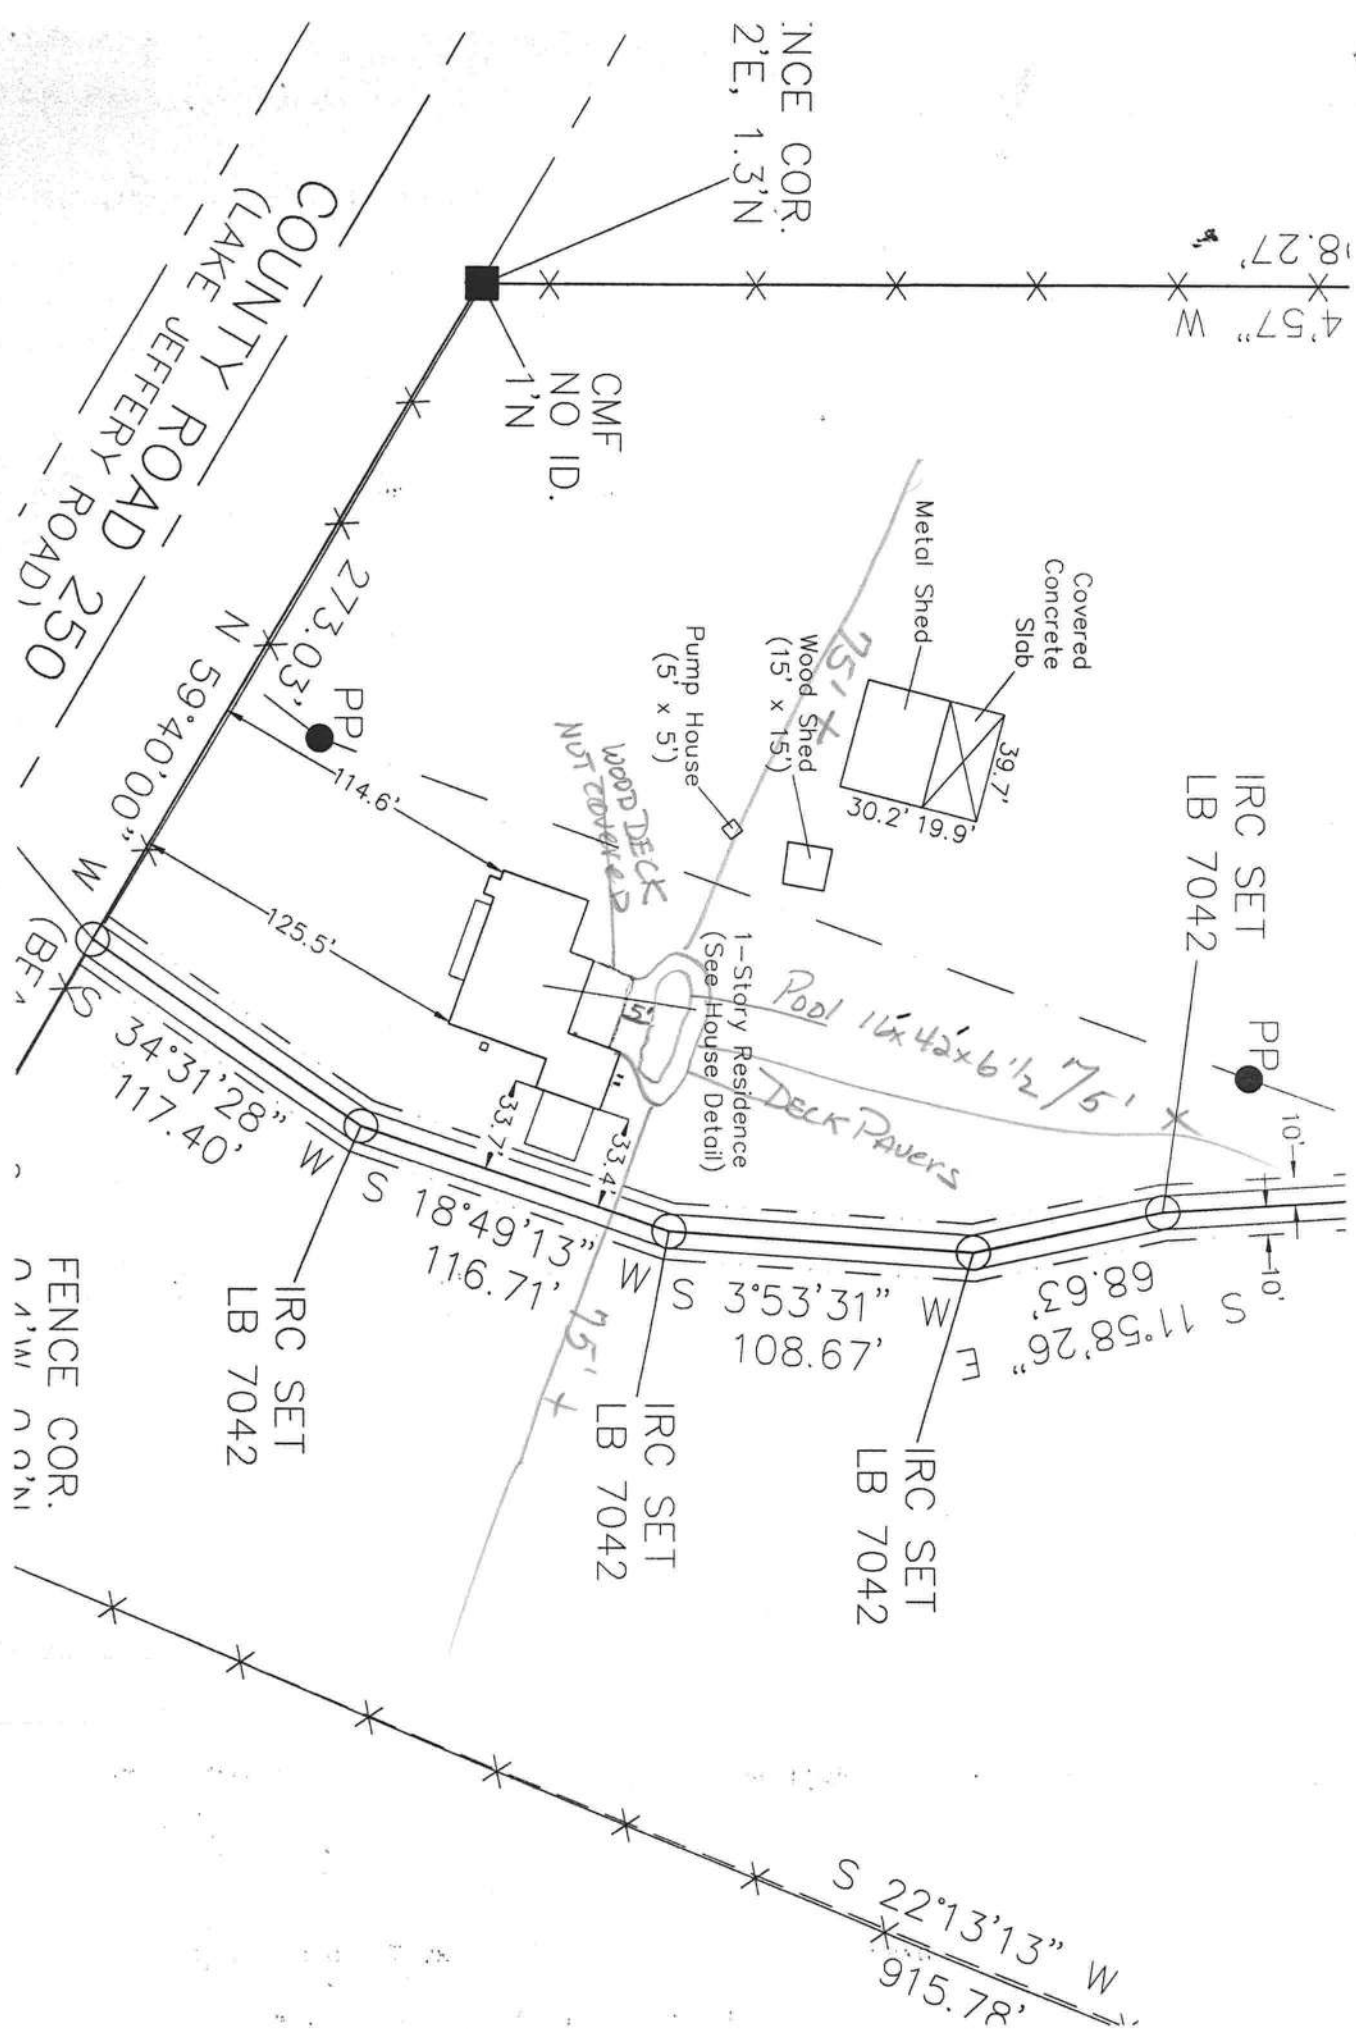 'NCE COR.
2'E, 1.3'N
8.27'
4'57" W
CMF
NO ID.
1'N
COUNTY ROAD 250
(LAKE JEFFERY ROAD)
273.03'
N 59°40'00" W
PP
114.6'
125.5'
Metal Shed
Covered
Concrete
Slab
39.7'
30.2'
19.9'
Wood Shed
(15' x 15')
Pump House
(5' x 5')
75' +
WOOD DECK
NOT COVERED
5'
1-Story Residence
(See House Detail)
Pool 16'x42'x6½
75' X
DECK PAVERS
33.7'
33.4'
IRC SET
LB 7042
PP
10'
10'
S 34°31'28" W
117.40'
S 18°49'13" W
116.71'
S 3°53'31" W
108.67'
S 11°58'26" E
68.63'
75' +
IRC SET
LB 7042
IRC SET
LB 7042
IRC SET
LB 7042
FENCE COR.
S 22°13'13" W
915.78'